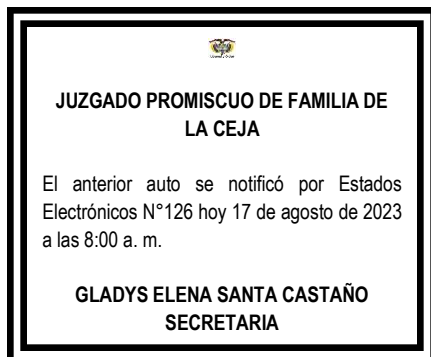 JUZGADO PROMISCUO DE FAMILIA DE
LA CEJA
El anterior auto se notificó por Estados
Electrónicos N°126 hoy 17 de agosto de 2023
a las 8:00 a. m.
GLADYS ELENA SANTA CASTAÑO
SECRETARIA